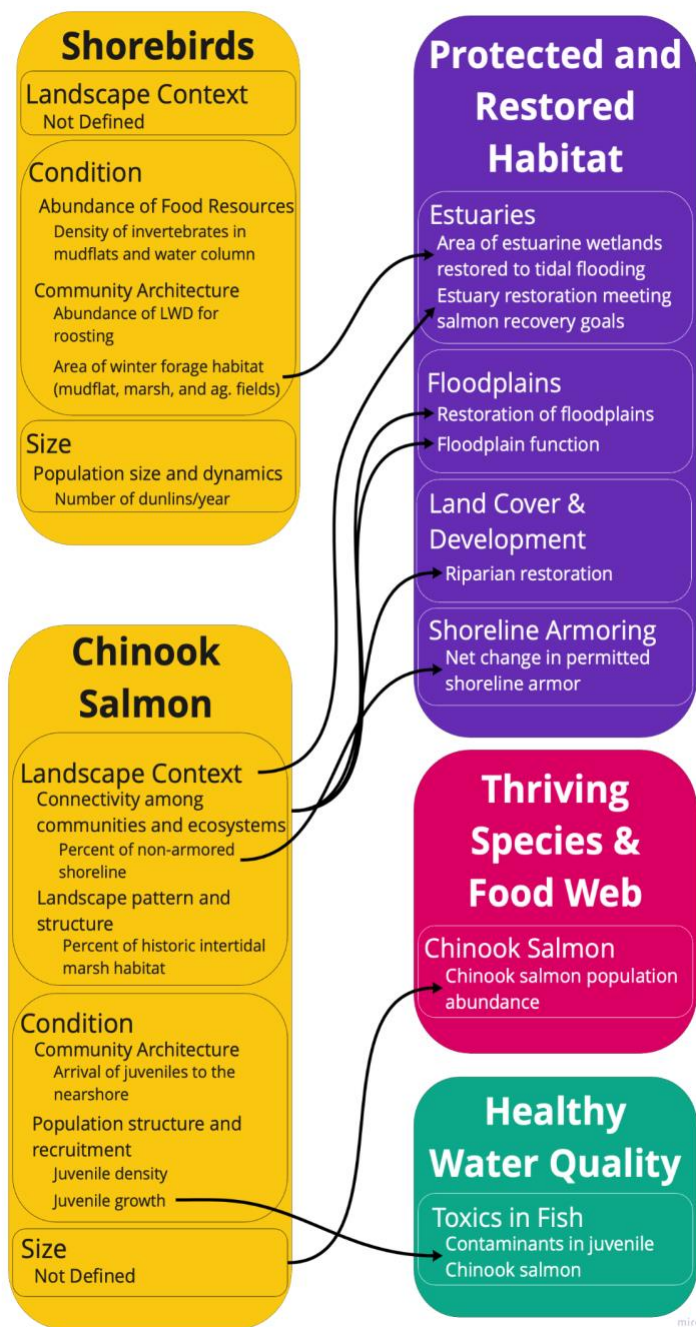 Shorebirds
Landscape Context
Not Defined
Condition
Abundance of Food Resources
Density of invertebrates in
mudflats and water column
Community Architecture
Abundance of LWD for
roosting
Area of winter forage habitat
(mudflat, marsh, and ag. fields)
Size
Population size and dynamics
Number of dunlins/year
Chinook
Salmon
Landscape Context
Connectivity among
communities and ecosystems
Percent of non-armored
shoreline
Landscape pattern and
structure
Percent of historic intertidal
marsh habitat
Condition
Community Architecture
Arrival of juveniles to the
nearshore
Population structure and
recruitment
Juvenile density
Juvenile growth
Size
Not Defined
Protected and
Restored
Habitat
Estuaries
Area of estuarine wetlands
restored to tidal flooding
Estuary restoration meeting
salmon recovery goals
Floodplains
Restoration of floodplains
Floodplain function
Land Cover &
Development
Riparian restoration
Shoreline Armoring
Net change in permitted
shoreline armor
Thriving
Species &
Food Web
Chinook Salmon
Chinook salmon population
abundance
Healthy
Water Quality
Toxics in Fish
Contaminants in juvenile
Chinook salmon